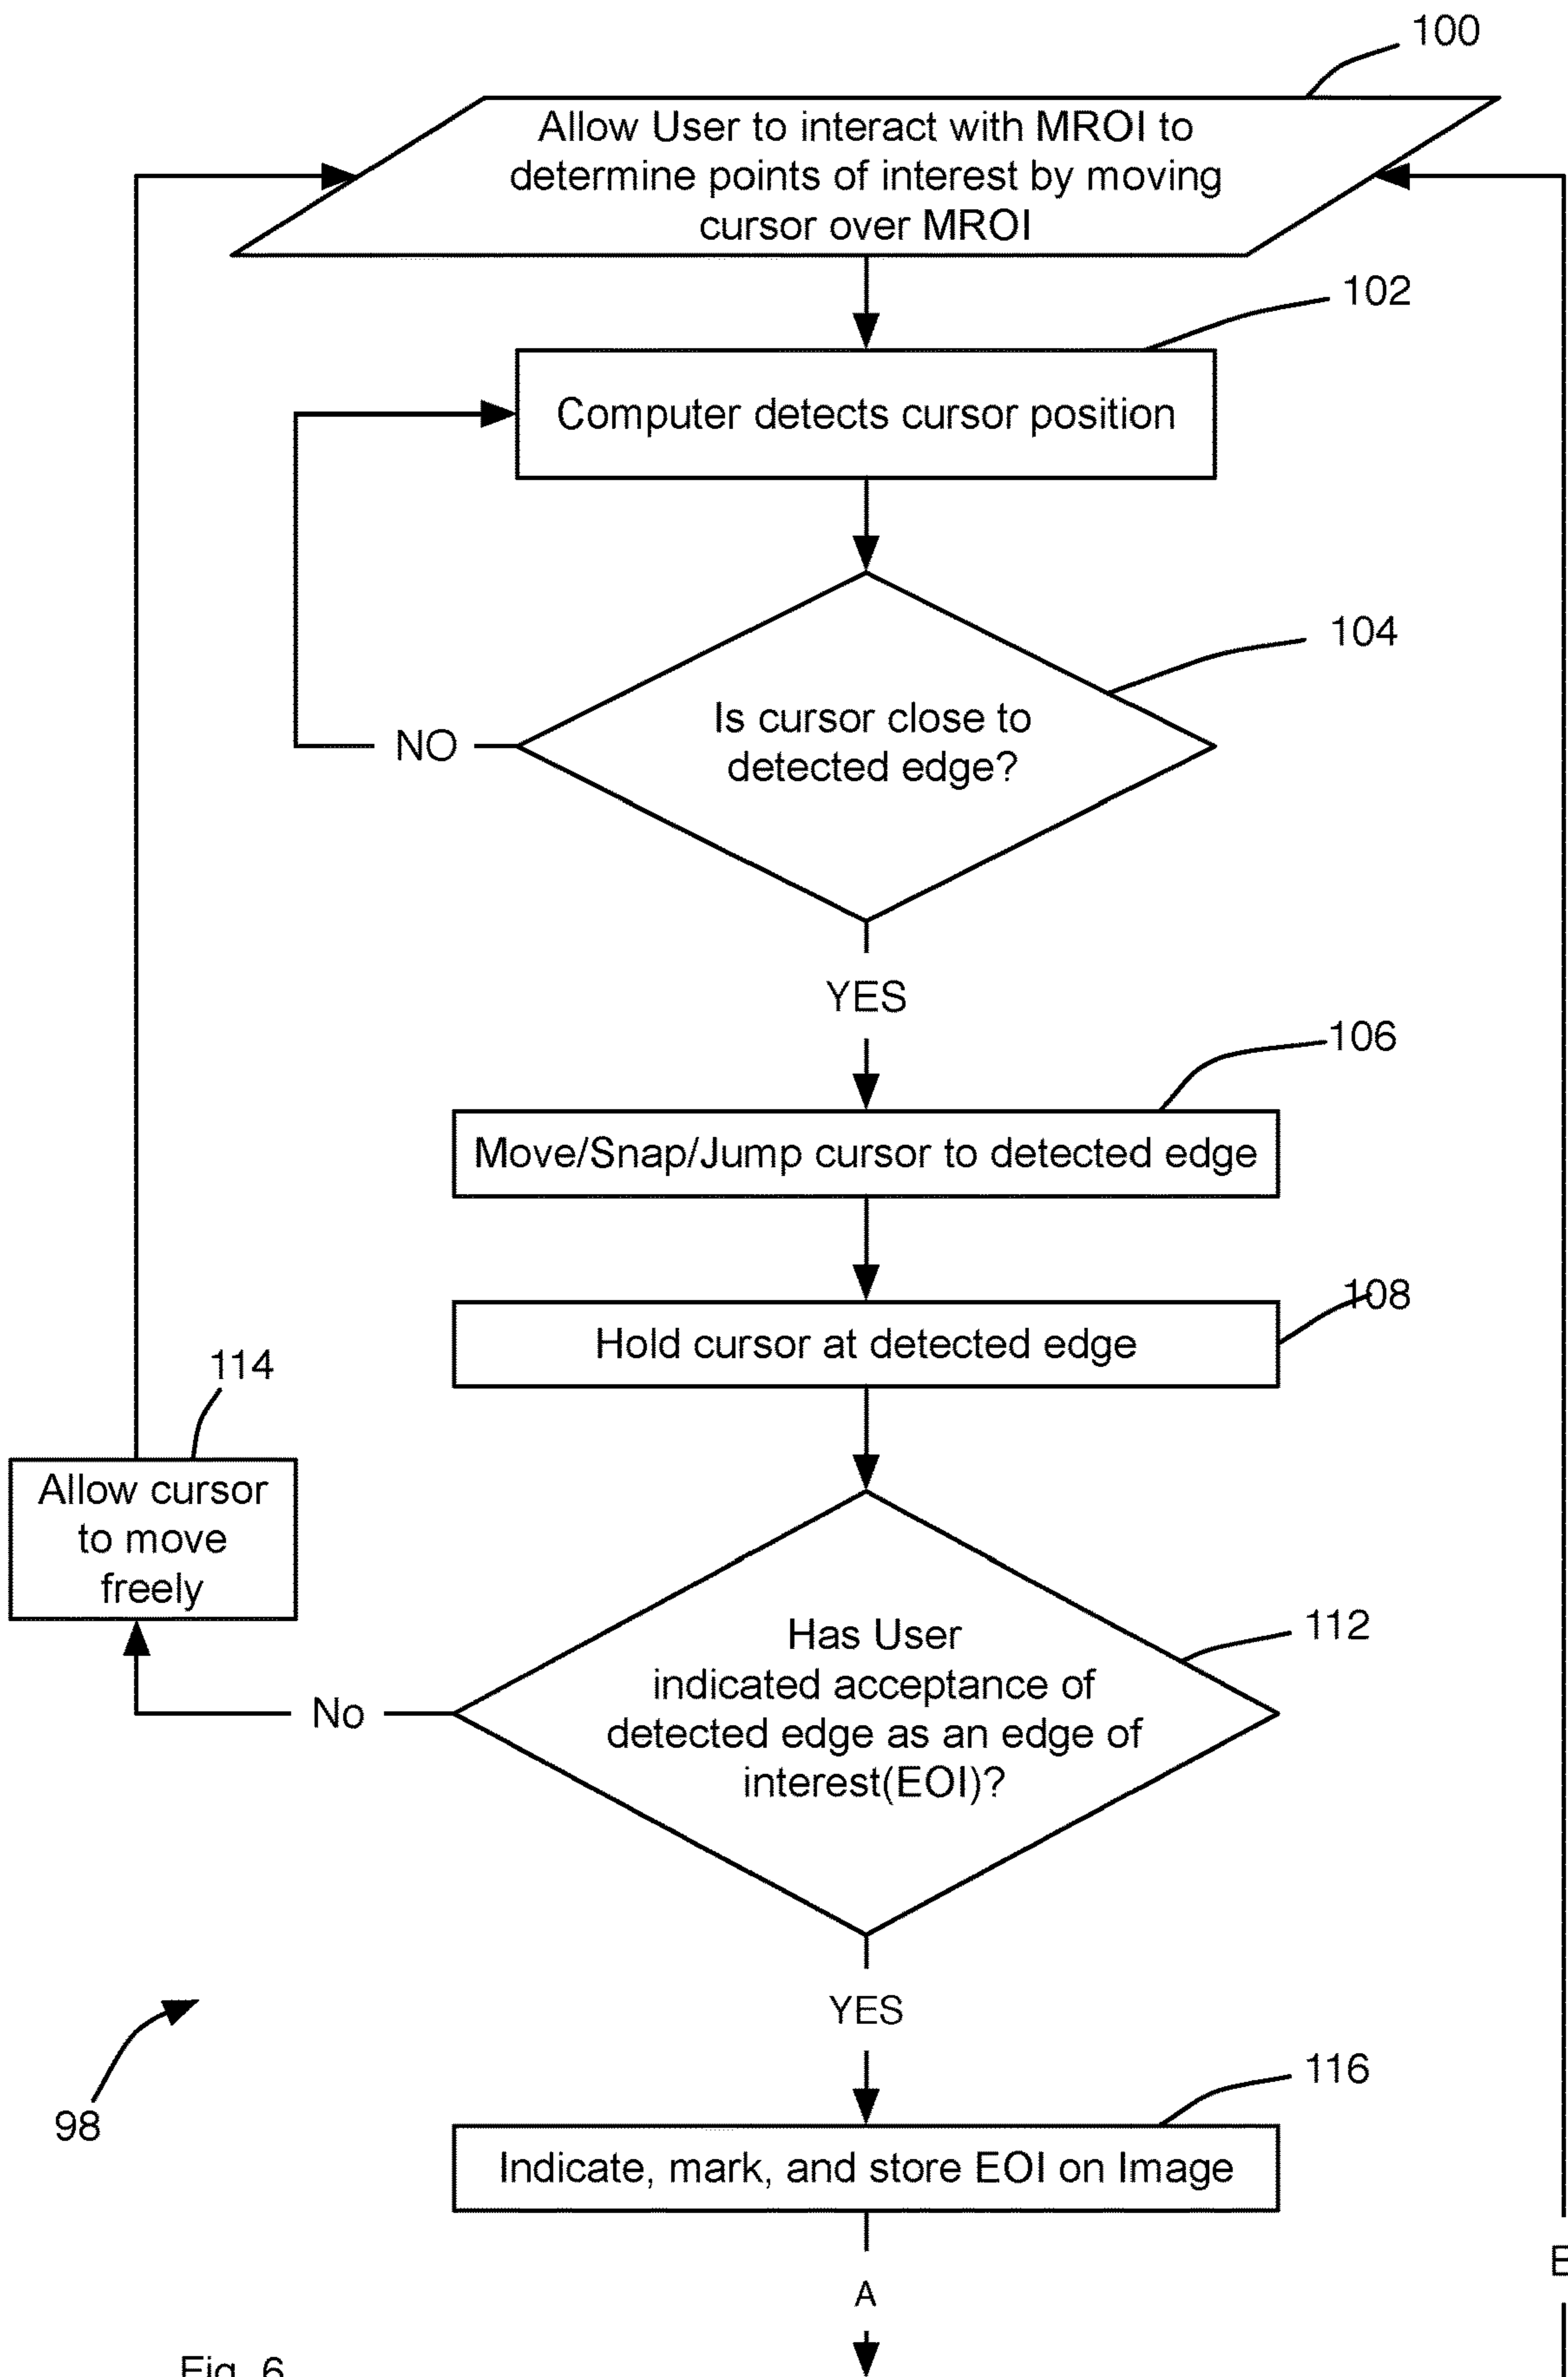 100
Allow User to interact with MROI to
determine points of interest by moving
cursor over MROI
102
Computer detects cursor position
104
Is cursor close to
detected edge?
NO
YES
106
Move/Snap/Jump cursor to detected edge
108
Hold cursor at detected edge
114
Allow cursor
to move
freely
112
Has User
indicated acceptance of
detected edge as an edge of
interest(EOI)?
No
YES
98
116
Indicate, mark, and store EOI on Image
A
Fig. 6